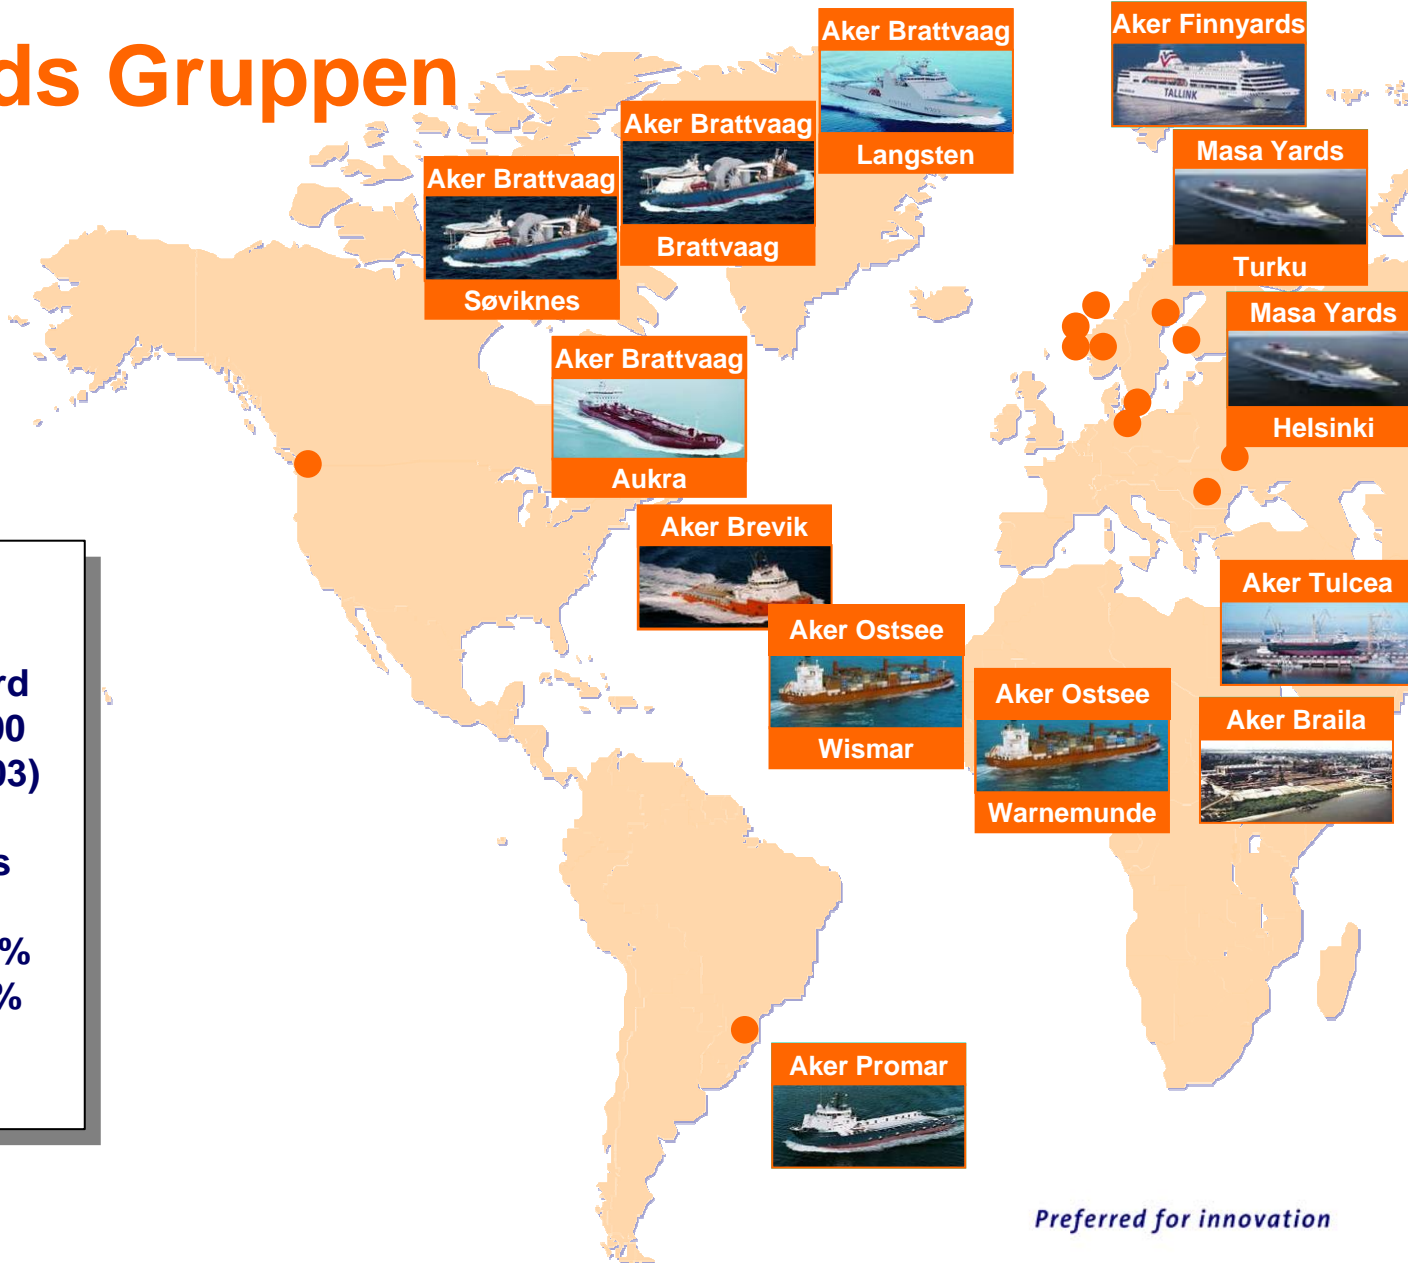 ds Gruppen
Aker Brattvaag
Langsten
Aker Finnyards
TALLINK
Aker Brattvaag
Brattvaag
Masa Yards
Turku
Aker Brattvaag
Søviknes
Masa Yards
Helsinki
Aker Brattvaag
Aukra
Aker Brevik
Aker Tulcea
Aker Ostsee
Wismar
Aker Ostsee
Warnemunde
Aker Braila
rd
00
03)
s
%
%
Aker Promar
Preferred for innovation